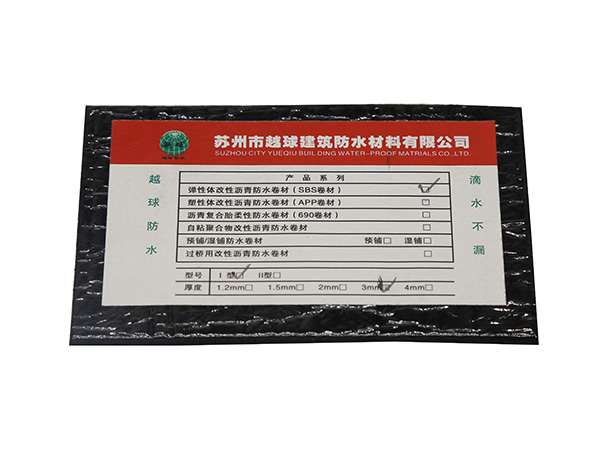 苏州市越球建筑防水材料有限公司
SUZHOU CITY YUEQIU BUILDING WATER-PROOF MATRIALS CO.,LTD.
越球防水
产品系列
弹性体改性沥青防水卷材（SBS卷材）
塑性体改性沥青防水卷材（APP卷材）□
沥青复合胎柔性防水卷材（690卷材）□
自粘聚合物改性沥青防水卷材 □
预铺/湿铺防水卷材 预铺□ 湿铺□
过桥用改性沥青防水卷材 □
型号 I型□ II型□
厚度 1.2mm□ 1.5mm□ 2mm□ 3mm□ 4mm□
滴水不漏